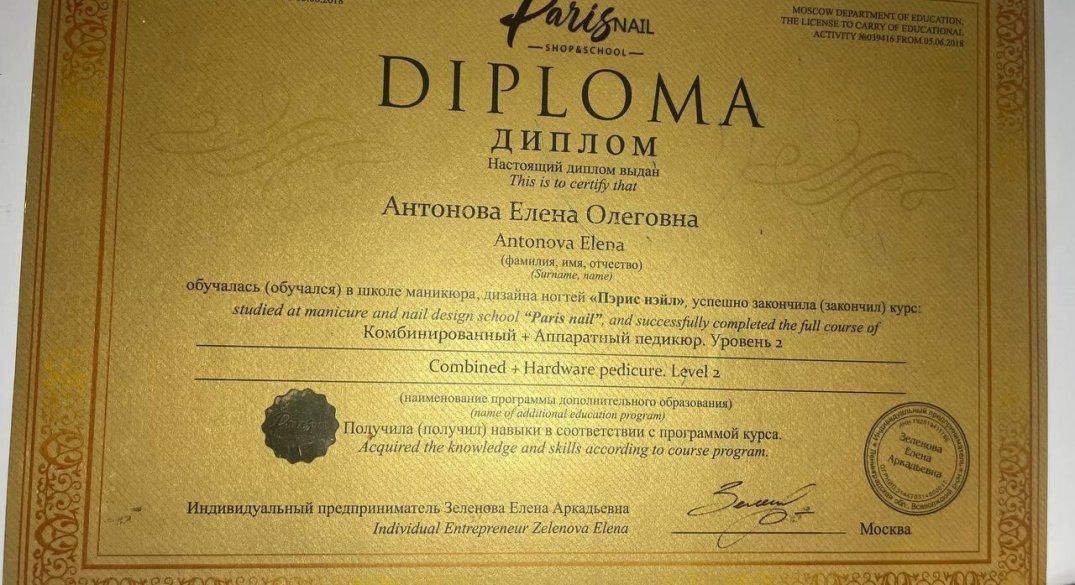 05.06.2018
MOSCOW DEPARTMENT OF EDUCATION,
THE LICENSE TO CARRY OF EDUCATIONAL
ACTIVITY №039416 FROM 05.06.2018
Paris NAIL
SHOP&SCHOOL
DIPLOMA
ДИПЛОМ
Настоящий диплом выдан
This is to certify that
Антонова Елена Олеговна
Antonova Elena
(фамилия, имя, отчество)
(Surname, name)
обучалась (обучался) в школе маникюра, дизайна ногтей «Пэрис нэйл», успешно закончила (закончил) курс:
studied at manicure and nail design school “Paris nail”, and successfully completed the full course of
Комбинированный + Аппаратный педикюр. Уровень 2
Combined + Hardware pedicure. Level 2
(наименование программы дополнительного образования)
(name of additional education program)
Получила (получил) навыки в соответствии с программой курса.
Acquired the knowledge and skills according to course program.
Индивидуальный предприниматель
Зеленова
Елена
Аркадьевна
Индивидуальный предприниматель Зеленова Елена Аркадьевна
Individual Entrepreneur Zelenova Elena
Москва